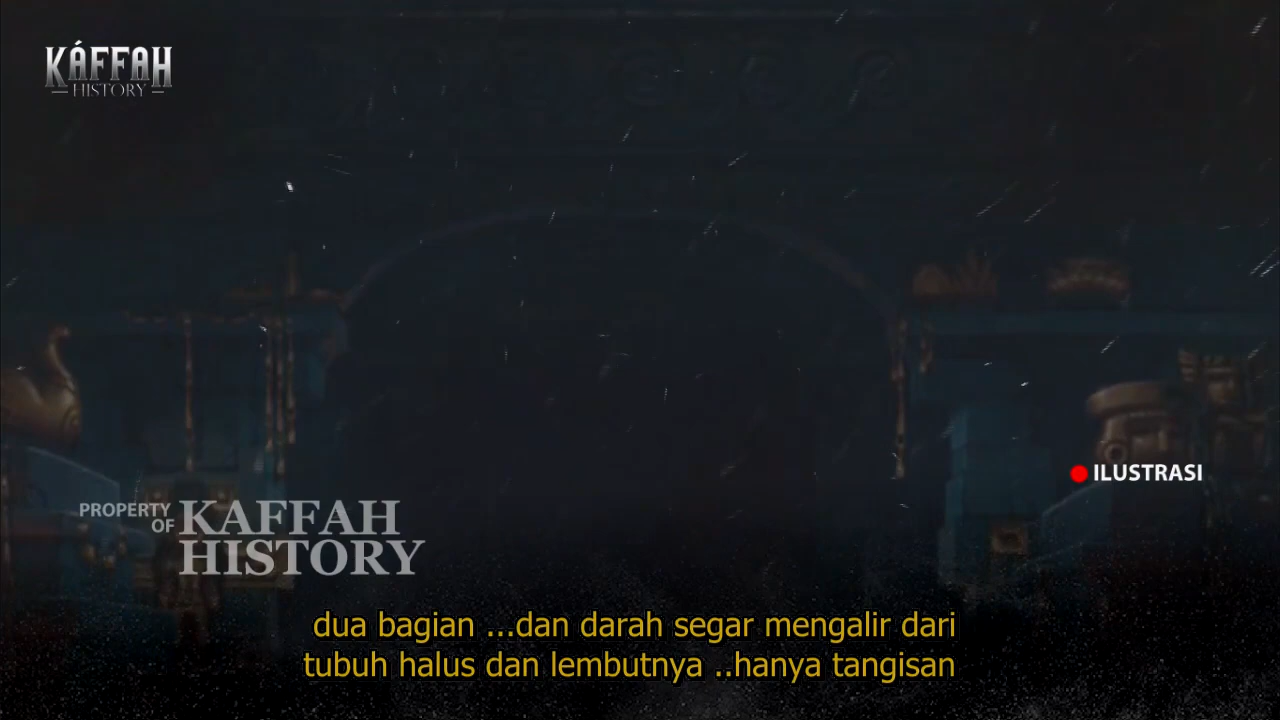 KÁFFAH
HISTORY
ILUSTRASI
PROPERTY
OF
KAFFAH
HISTORY
dua bagian ...dan darah segar mengalir dari
tubuh halus dan lembutnya ..hanya tangisan